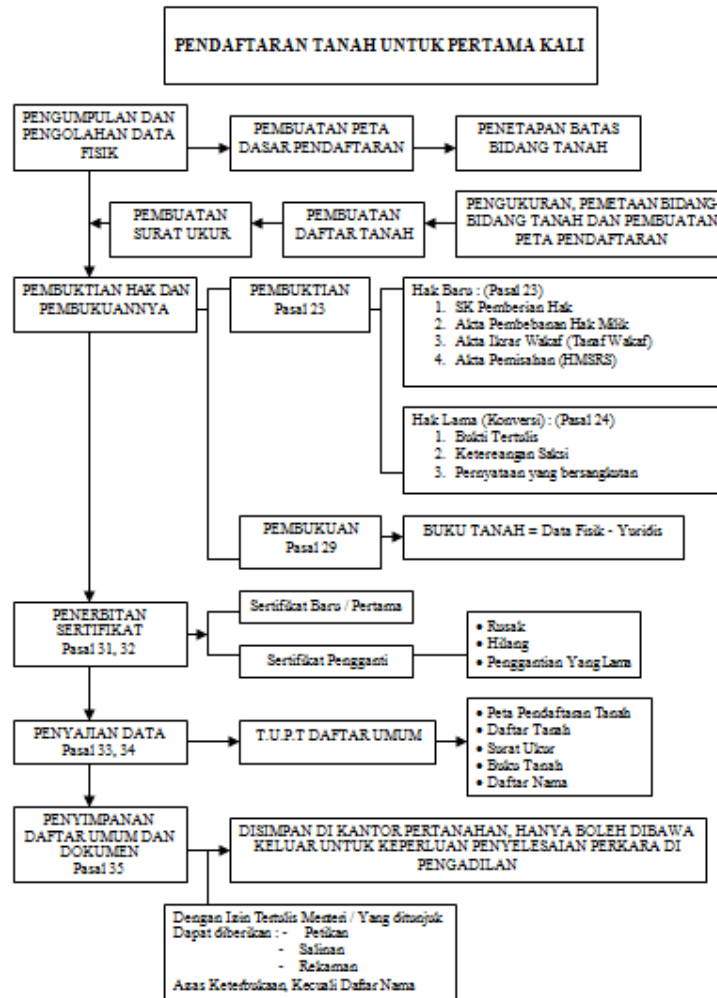 PENDAFTARAN TANAH UNTUK PERTAMA KALI
PENGUMPULAN DAN
PENGOLAHAN DATA
FISIK
PEMBUATAN PETA
DASAR PENDAFTARAN
PENETAPAN BATAS
BIDANG TANAH
PENGUKURAN, PEMETAAN BIDANG-
BIDANG TANAH DAN PEMBUATAN
PETA PENDAFTARAN
PEMBUATAN
DAFTAR TANAH
PEMBUATAN
SURAT UKUR
PEMBUKTIAN HAK DAN
PEMBUKUANNYA
PEMBUKTIAN
Pasal 23
Hak Baru : (Pasal 23)
1. SK Pemberian Hak
2. Akta Pembebanan Hak Milik
3. Akta Ikrar Wakaf (Tanaf Wakaf)
4. Akta Pemisahan (HMSRS)
Hak Lama (Konversi) : (Pasal 24)
1. Bukti Tertulis
2. Ketereangan Saksi
3. Pernyataan yang bersangkutan
PEMBUKUAN
Pasal 29
BUKU TANAH = Data Fisik - Yuridis
PENERBITAN
SERTIFIKAT
Pasal 31, 32
Sertifikat Baru / Pertama
Sertifikat Pengganti
• Rusak
• Hilang
• Penggantian Yang Lama
PENYAJIAN DATA
Pasal 33, 34
T.U.P.T DAFTAR UMUM
• Peta Pendaftaran Tanah
• Daftar Tanah
• Surat Ukur
• Buku Tanah
• Daftar Nama
PENYIMPANAN
DAFTAR UMUM DAN
DOKUMEN
Pasal 35
DISIMPAN DI KANTOR PERTANAHAN, HANYA BOLEH DIBAWA
KELUAR UNTUK KEPERLUAN PENYELESAIAN PERKARA DI
PENGADILAN
Dengan Izin Tertulis Menteri / Yang ditunjuk
Dapat diberikan : - Petikan
- Salinan
- Rekaman
Azas Keterbukaan, Kecuali Daftar Nama